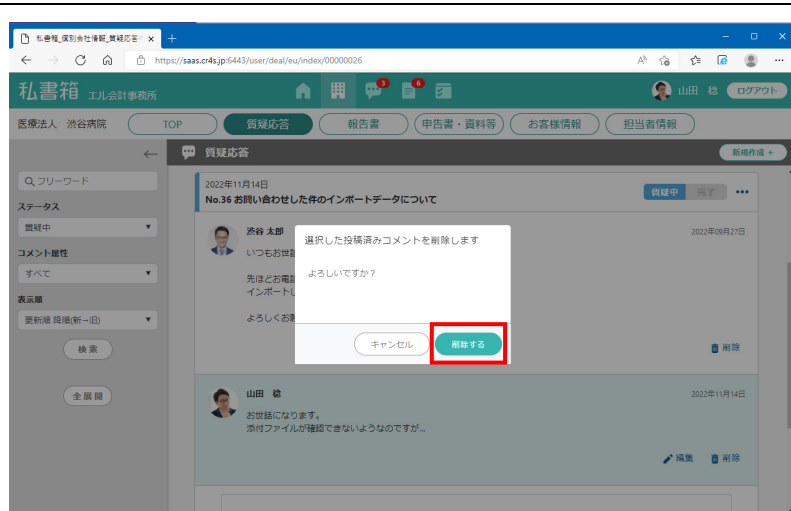 私書箱_個別会社情報_質疑応答
https://saas.cr4s.jp:6443/user/deal/eu/index/00000026
私書箱 エル会計事務所
2
6
山田 稔 ログアウト
医療法人 渋谷病院
TOP 質疑応答 報告書 申告書・資料等 お客様情報 担当者情報
質疑応答 新規作成 +
フリーワード
ステータス
質疑中
コメント属性
すべて
表示順
更新順 降順(新→旧)
検索
全展開
2022年11月14日
No.36 お問い合わせした件のインポートデータについて
質疑中 完了
渋谷 太郎 2022年09月27日
いつもお世話
先ほどお電話
インポートし
よろしくお願
削除
選択した投稿済みコメントを削除します
よろしいですか?
キャンセル 削除する
山田 稔 2022年11月14日
お世話になります。
添付ファイルが確認できないようなのですが...
編集 削除